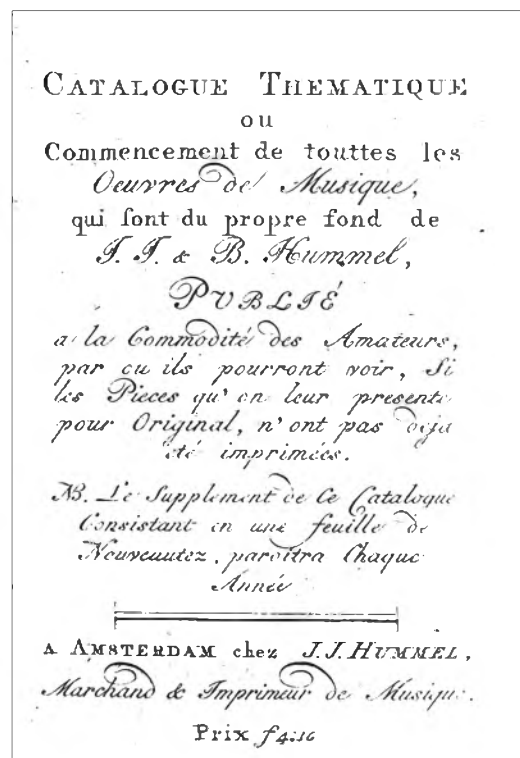 CATALOGUE THEMATIQUE
ou
Commencement de touttes les
Oeuvres de Musique,
qui sont du propre fond de
J. J. & B. Hummel,
PVBLIÉ
a la Commodité des Amateurs,
par ou ils pourront voir, Si
les Pieces qu'on leur presente
pour Original, n'ont pas deja
été imprimées.
NB. Le Supplement de Ce Catalogue
Consistant en une feuille de
Nouveautez, paroitra Chaque
Année
A AMSTERDAM chez J. J. HUMMEL,
Marchand & Imprimeur de Musique.
Prix f4:16